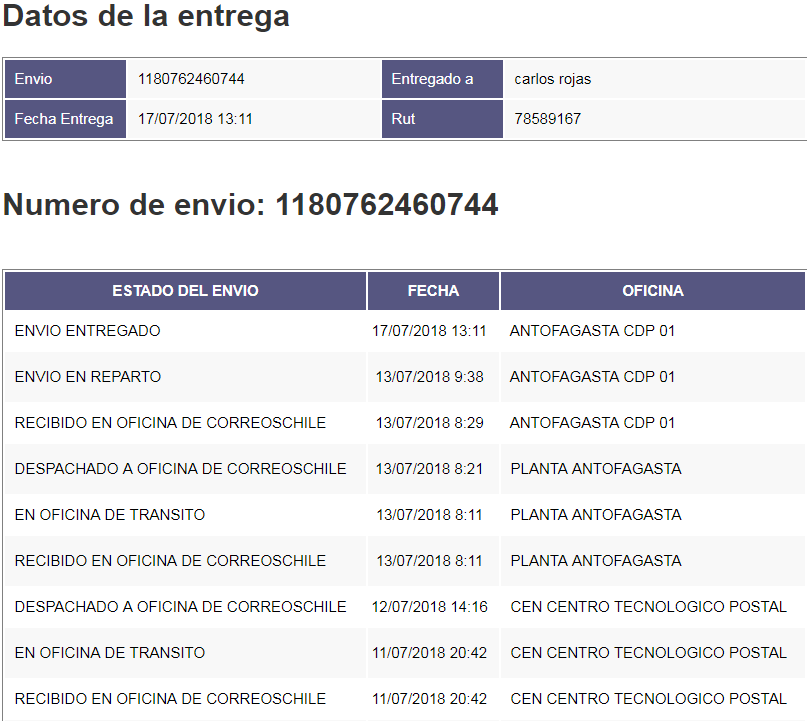 Datos de la entrega
Envio 1180762460744 Entregado a carlos rojas
Fecha Entrega 17/07/2018 13:11 Rut 78589167
Numero de envio: 1180762460744
ESTADO DEL ENVIO FECHA OFICINA
ENVIO ENTREGADO 17/07/2018 13:11 ANTOFAGASTA CDP 01
ENVIO EN REPARTO 13/07/2018 9:38 ANTOFAGASTA CDP 01
RECIBIDO EN OFICINA DE CORREOSCHILE 13/07/2018 8:29 ANTOFAGASTA CDP 01
DESPACHADO A OFICINA DE CORREOSCHILE 13/07/2018 8:21 PLANTA ANTOFAGASTA
EN OFICINA DE TRANSITO 13/07/2018 8:11 PLANTA ANTOFAGASTA
RECIBIDO EN OFICINA DE CORREOSCHILE 13/07/2018 8:11 PLANTA ANTOFAGASTA
DESPACHADO A OFICINA DE CORREOSCHILE 12/07/2018 14:16 CEN CENTRO TECNOLOGICO POSTAL
EN OFICINA DE TRANSITO 11/07/2018 20:42 CEN CENTRO TECNOLOGICO POSTAL
RECIBIDO EN OFICINA DE CORREOSCHILE 11/07/2018 20:42 CEN CENTRO TECNOLOGICO POSTAL